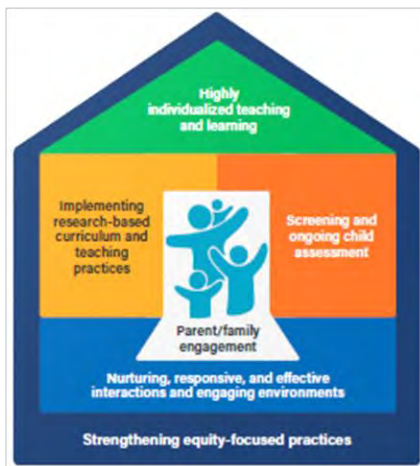 Highly
individualized teaching
and learning
Implementing
research-based
curriculum and
teaching
practices
Screening and
ongoing child
assessment
Parent/family
engagement
Nurturing, responsive, and effective
interactions and engaging environments
Strengthening equity-focused practices